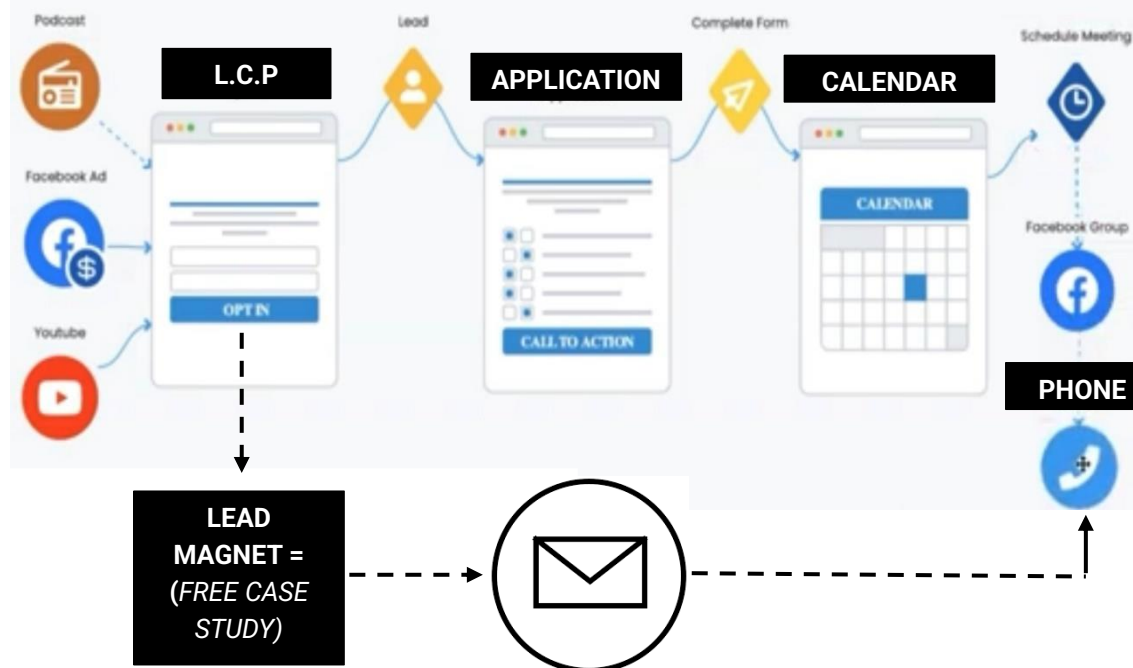 Podcast
Lead
Complete Form
Schedule Meeting
L.C.P
APPLICATION
CALENDAR
Facebook Ad
CALENDAR
Facebook Group
$
OPT IN
Youtube
CALL TO ACTION
PHONE
LEAD
MAGNET =
(FREE CASE
STUDY)